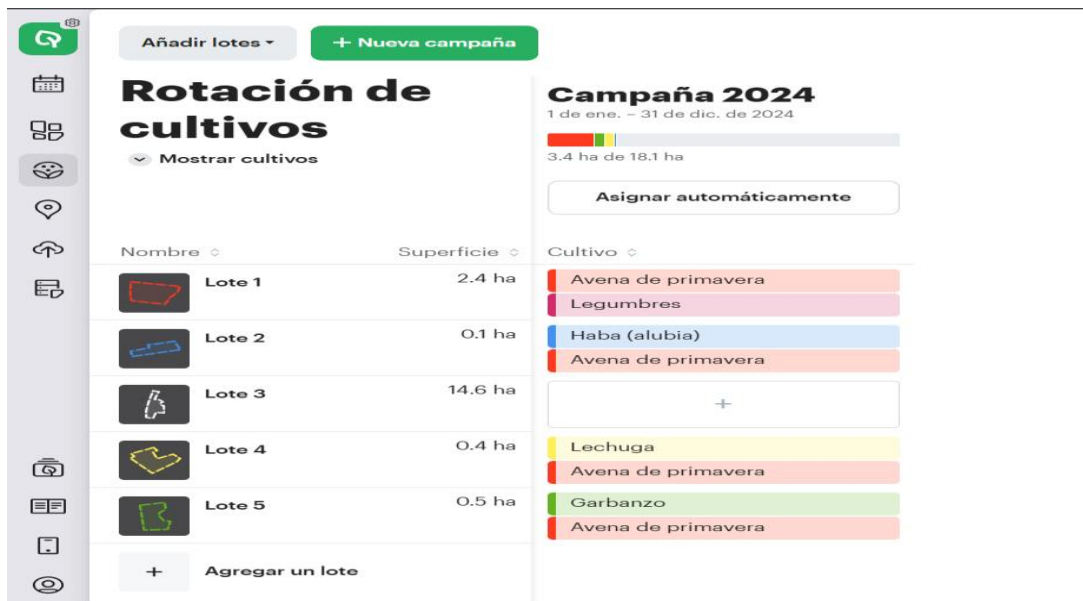 Añadir lotes
+ Nueva campaña
Rotación de
cultivos
Mostrar cultivos
Campaña 2024
1 de ene. – 31 de dic. de 2024
3.4 ha de 18.1 ha
Asignar automáticamente
Nombre Superficie Cultivo
Lote 1 2.4 ha Avena de primavera
Legumbres
Lote 2 0.1 ha Haba (alubia)
Avena de primavera
Lote 3 14.6 ha +
Lote 4 0.4 ha Lechuga
Avena de primavera
Lote 5 0.5 ha Garbanzo
Avena de primavera
+ Agregar un lote